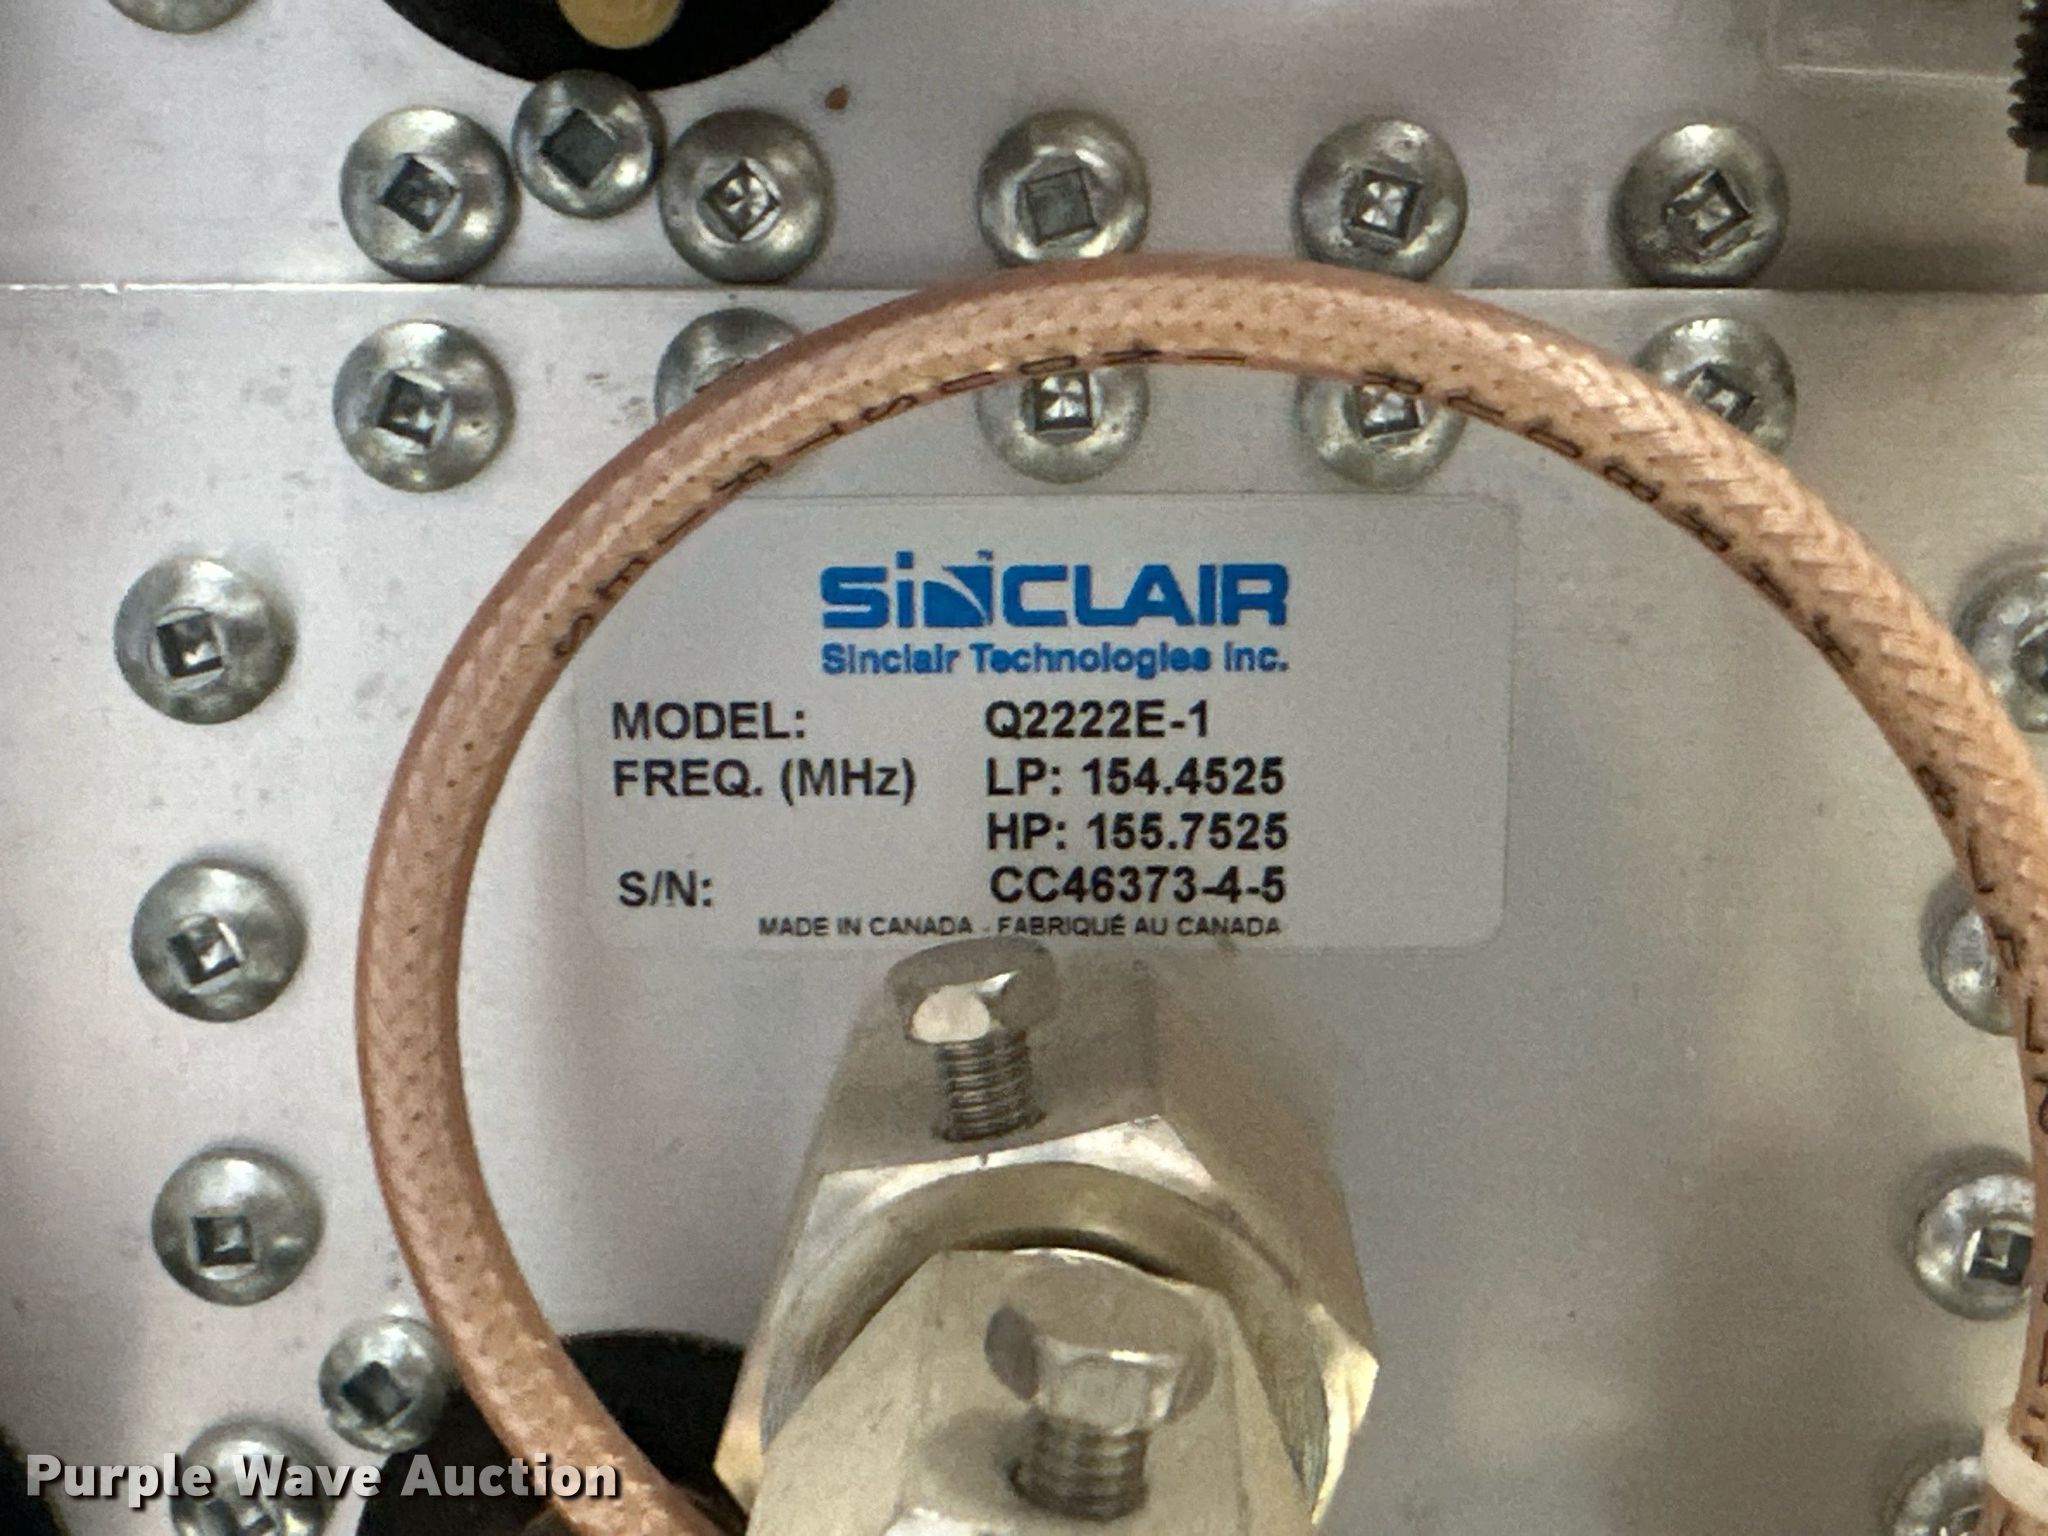 SiNCLAIR
Sinclair Technologies Inc.
MODEL: Q2222E-1
FREQ. (MHz) LP: 154.4525
HP: 155.7525
S/N: CC46373-4-5
MADE IN CANADA - FABRIQUÉ AU CANADA
Purple Wave Auction